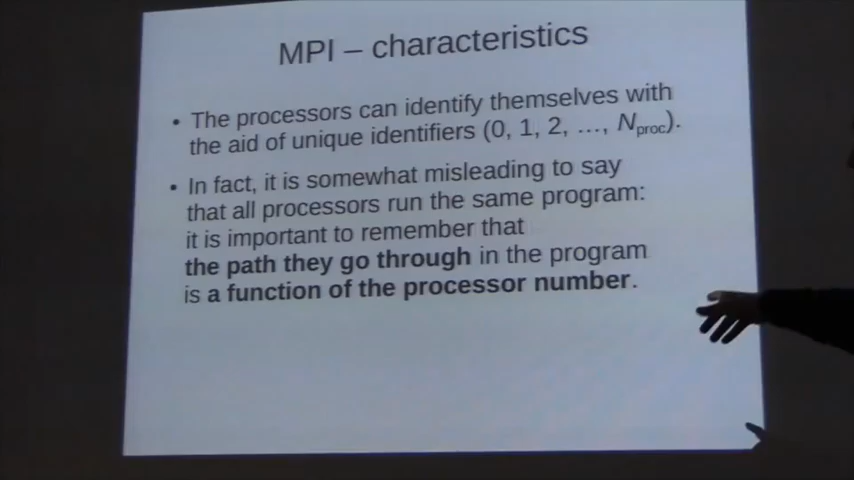 MPI – characteristics
• The processors can identify themselves with
the aid of unique identifiers (0, 1, 2, …, Nproc).
• In fact, it is somewhat misleading to say
that all processors run the same program:
it is important to remember that
the path they go through in the program
is a function of the processor number.